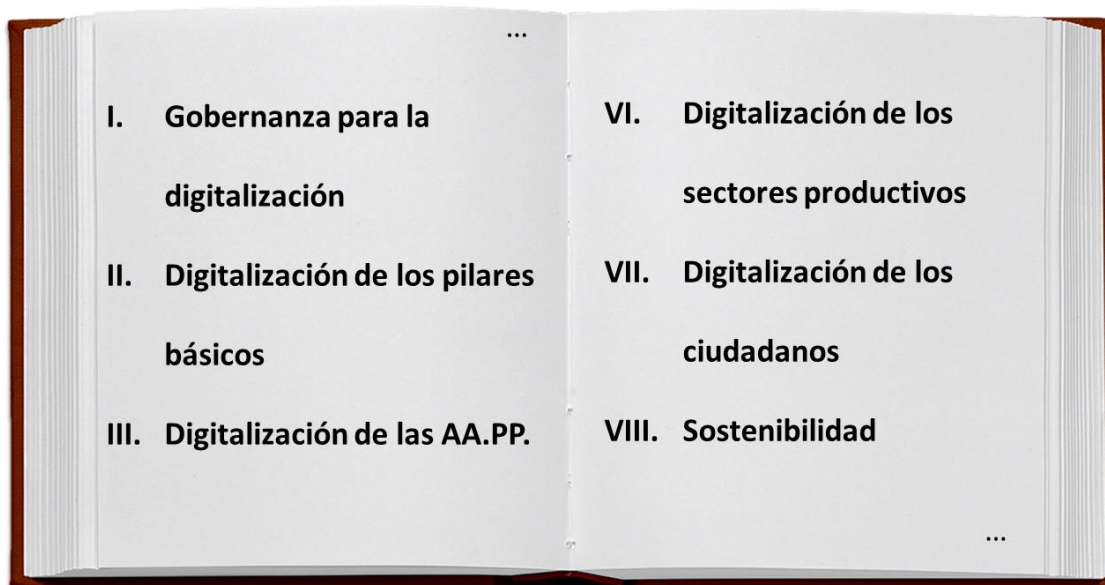 ...
I. Gobernanza para la
digitalización
II. Digitalización de los pilares
básicos
III. Digitalización de las AA.PP.
VI. Digitalización de los
sectores productivos
VII. Digitalización de los
ciudadanos
VIII. Sostenibilidad
...